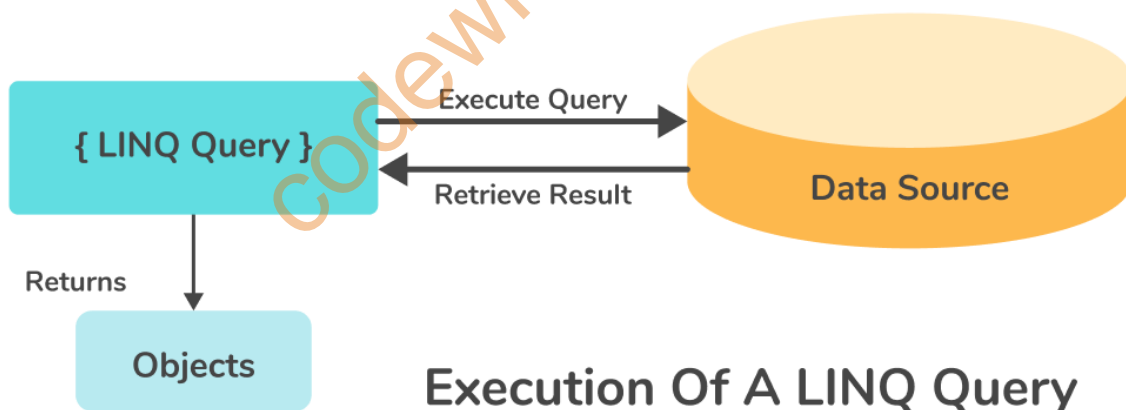 Execute Query
{ LINQ Query }
Retrieve Result
Data Source
Returns
Objects
Execution Of A LINQ Query